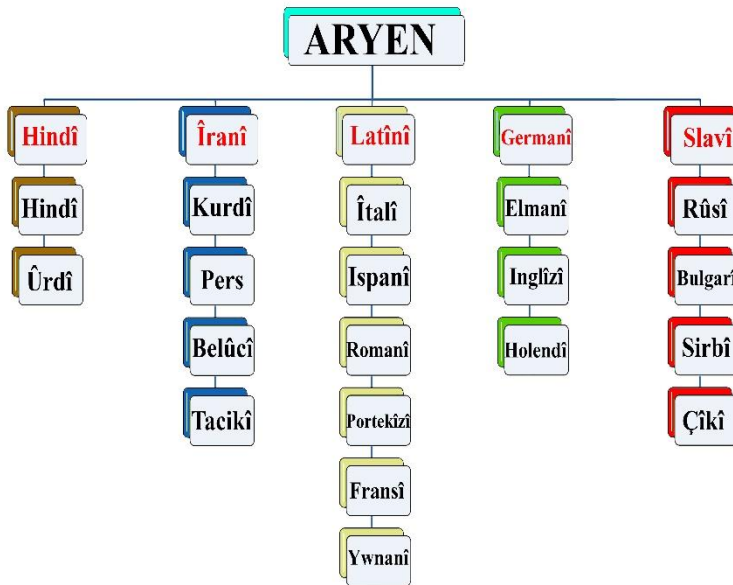 ARYEN
Hindî
Îranî
Latînî
Germanî
Slavî
Hindî
Kurdî
Îtalî
Elmanî
Rûsî
Ûrdî
Pers
Ispanî
Inglîzî
Bulgarî
Belûcî
Romanî
Holendî
Sirbî
Tacikî
Portekîzî
Çîkî
Fransî
Ywnanî